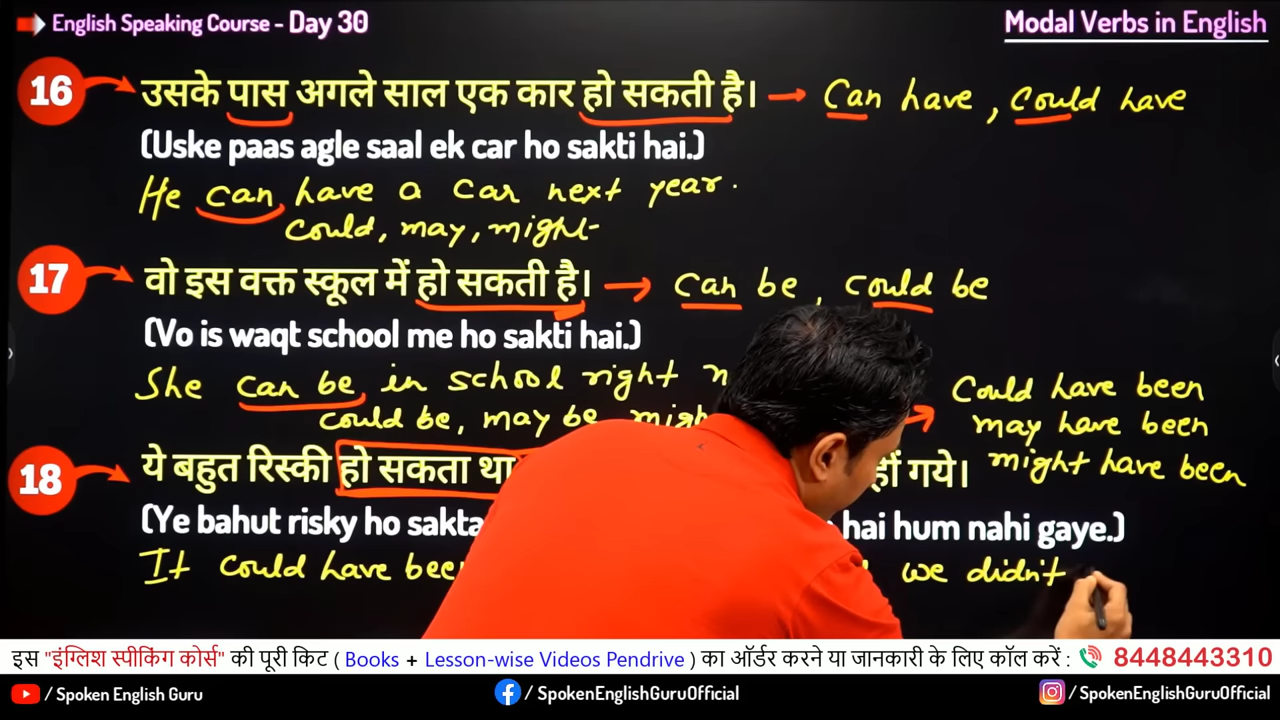 English Speaking Course - Day 30
Modal Verbs in English
16 उसके पास अगले साल एक कार हो सकती है। → Can have, Could have
(Uske paas agle saal ek car ho sakti hai.)
He can have a car next year.
could, may, might
17 वो इस वक्त स्कूल में हो सकती है। → Can be, could be
(Vo is waqt school me ho sakti hai.)
She can be in school right
could be, may be
Could have been
may have been
might have been
18 ये बहुत रिस्की हो सकता था गये।
(Ye bahut risky ho sakta hai hum nahi gaye.)
It could have we didn't
इस "इंग्लिश स्पीकिंग कोर्स" की पूरी किट ( Books + Lesson-wise Videos Pendrive ) का ऑर्डर करने या जानकारी के लिए कॉल करें : 8448443310
/ Spoken English Guru
/ SpokenEnglishGuruOfficial
/ SpokenEnglishGuruOfficial